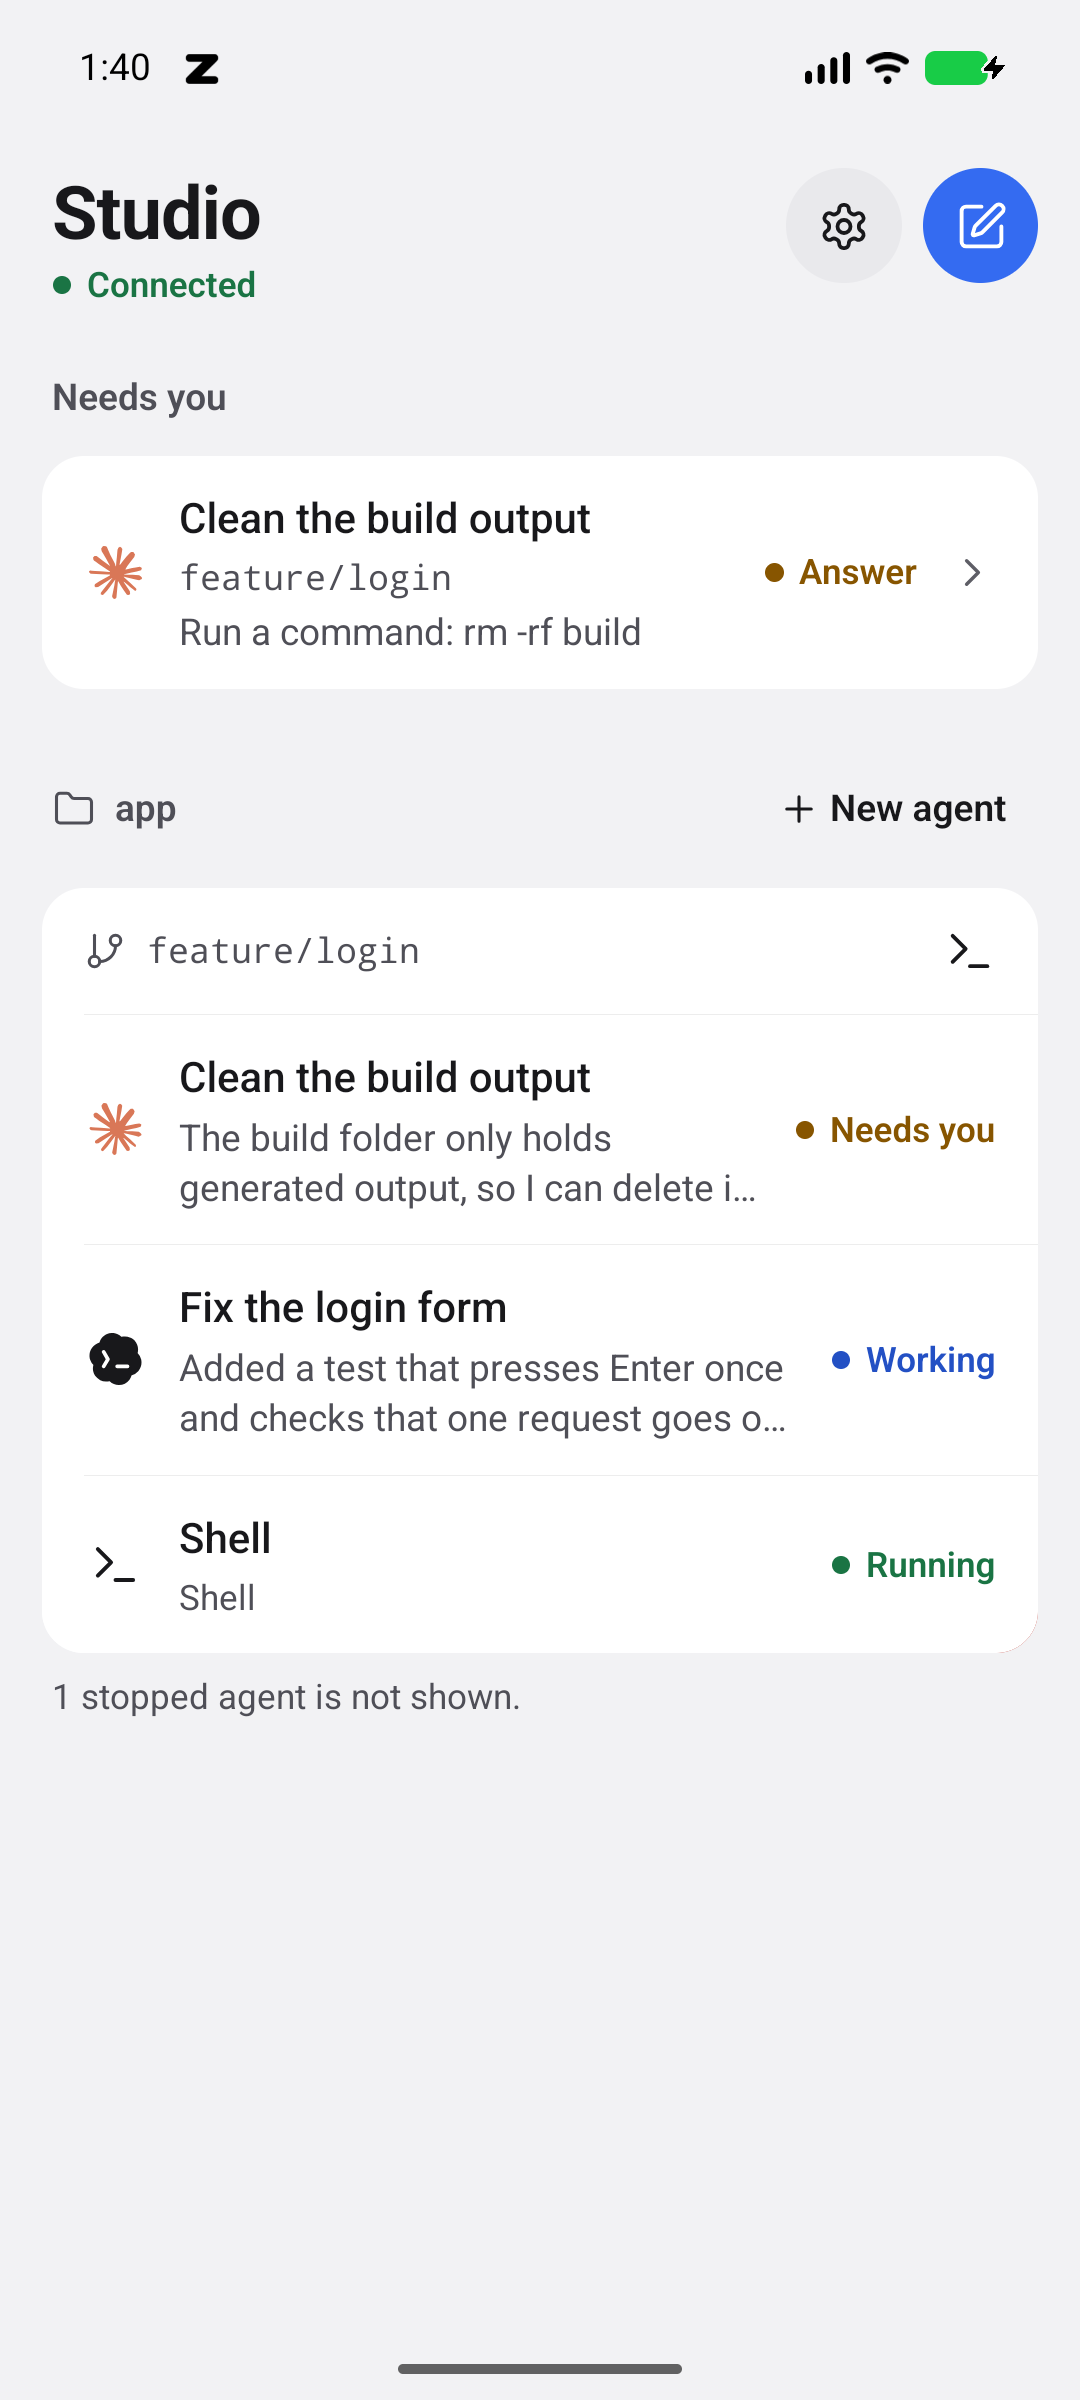 1:40
Studio
Connected
Needs you
Clean the build output
feature/login
Run a command: rm -rf build
Answer
app
New agent
feature/login
Clean the build output
The build folder only holds
generated output, so I can delete i…
Needs you
Fix the login form
Added a test that presses Enter once
and checks that one request goes o…
Working
Shell
Shell
Running
1 stopped agent is not shown.